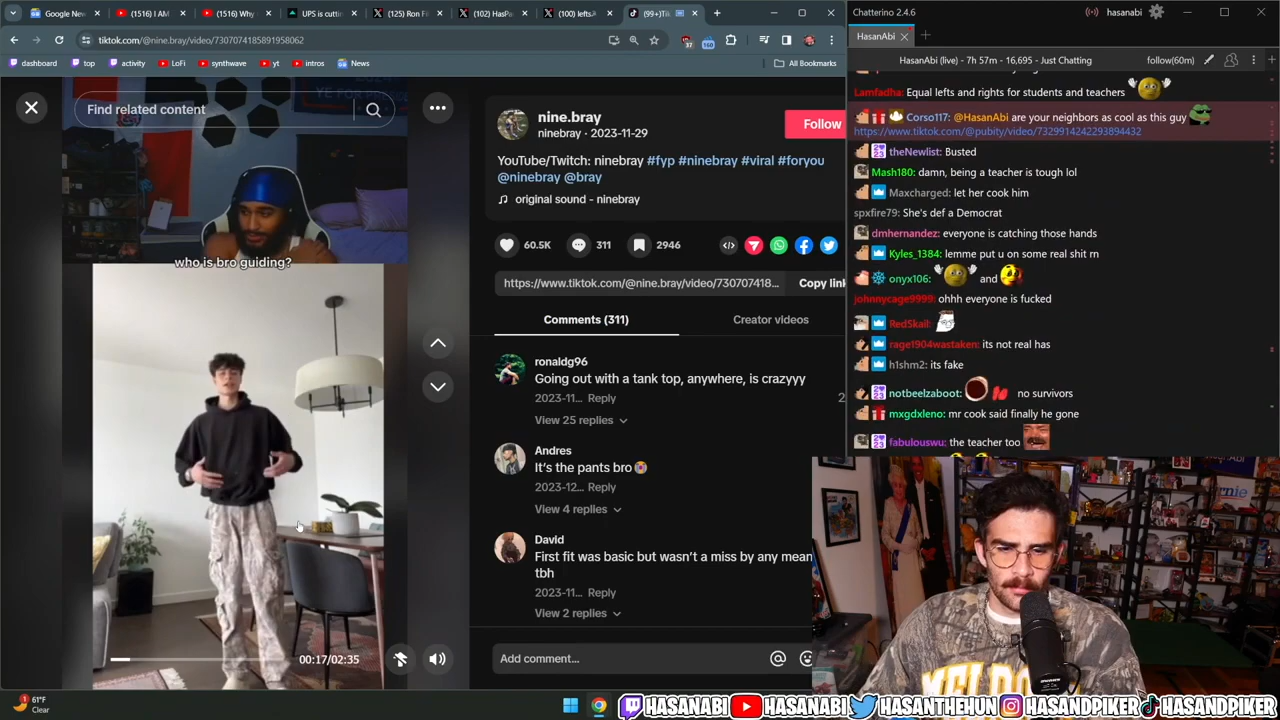 Google New
(1516) I AM
(1516) Why
UPS is cuttin
(125) Ron Fi
(102) HasPa
(100) leftsA
(99+)Tik
tiktok.com/@nine.bray/video/7307074185891958062
37
160
dashboard
top
activity
LoFi
synthwave
yt
intros
News
All Bookmarks
Find related content
who is bro guiding?
00:17/02:35
nine.bray
ninebray · 2023-11-29
Follow
YouTube/Twitch: ninebray #fyp #ninebray #viral #foryou
@ninebray @bray
original sound - ninebray
60.5K
311
2946
https://www.tiktok.com/@nine.bray/video/730707418...
Copy link
Comments (311)
Creator videos
ronaldg96
Going out with a tank top, anywhere, is crazyyy
2023-11... Reply
View 25 replies
Andres
It's the pants bro
2023-12... Reply
View 4 replies
David
First fit was basic but wasn't a miss by any mean
tbh
2023-11... Reply
View 2 replies
Add comment...
Chatterino 2.4.6
hasanabi
HasanAbi
HasanAbi (live) - 7h 57m - 16,695 - Just Chatting
follow(60m)
Lamfadha: Equal lefts and rights for students and teachers
Corso117: @HasanAbi are your neighbors as cool as this guy
https://www.tiktok.com/@pubity/video/7329914242293894432
theNewlist: Busted
Mash180: damn, being a teacher is tough lol
Maxcharged: let her cook him
spxfire79: She's def a Democrat
dmhernandez: everyone is catching those hands
Kyles_1384: lemme put u on some real shit rn
onyx106: and
johnnycage9999: ohhh everyone is fucked
RedSkail:
rage1904wastaken: its not real has
h1shm2: its fake
notbeelzaboot: no survivors
mxgdxleno: mr cook said finally he gone
fabulouswu: the teacher too
ernie
61°F
Clear
HASANABI
HASANABI
HASANTHEHUN
HASANDPIKER
HASANDPIKER